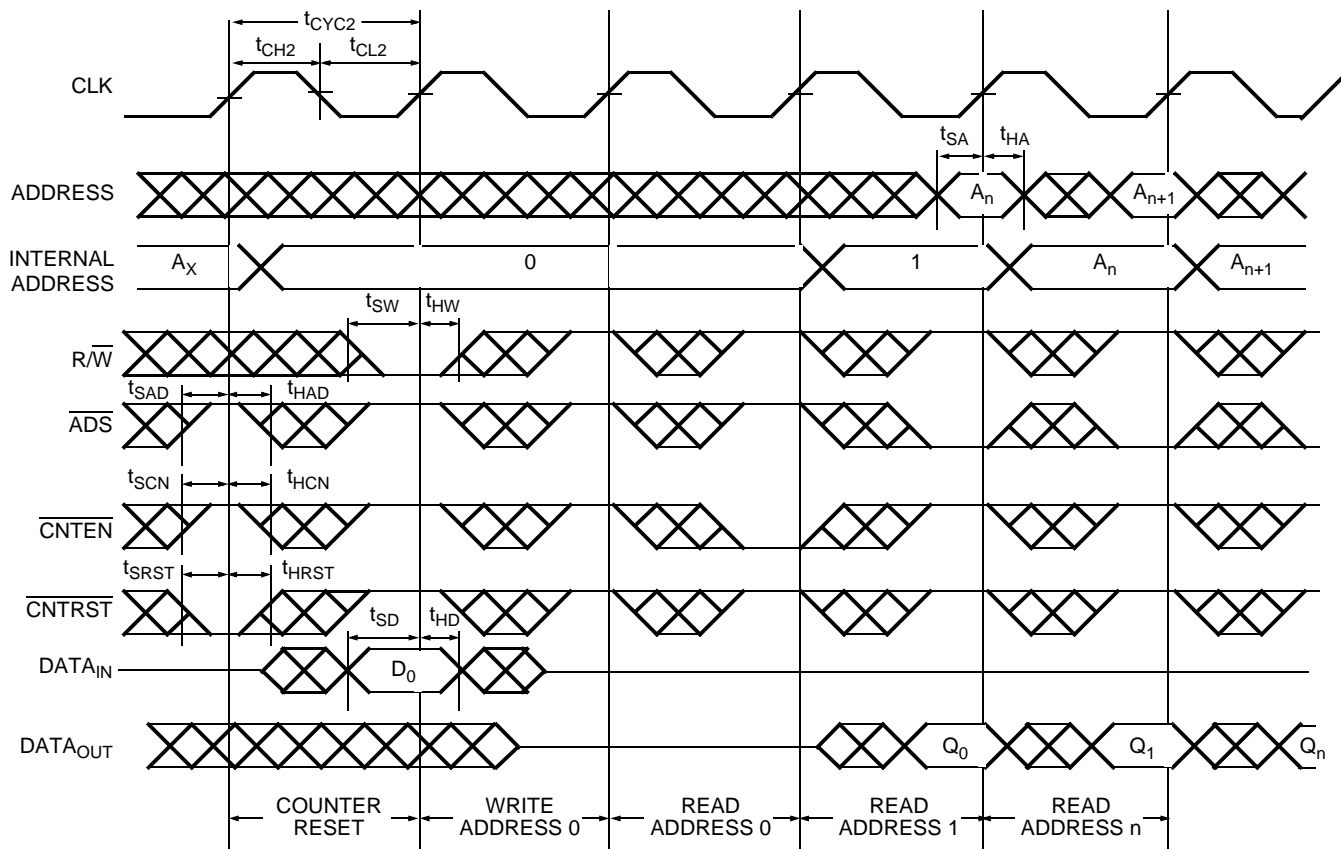 tCYC2
tCH2 tCL2
CLK
tSA tHA
ADDRESS An An+1
INTERNAL ADDRESS AX 0 1 An An+1
tSW tHW
R/W
tSAD tHAD
ADS
tSCN tHCN
CNTEN
tSRST tHRST
CNTRST
tSD tHD
DATAIN D0
DATAOUT Q0 Q1 Qn
COUNTER RESET
WRITE ADDRESS 0
READ ADDRESS 0
READ ADDRESS 1
READ ADDRESS n